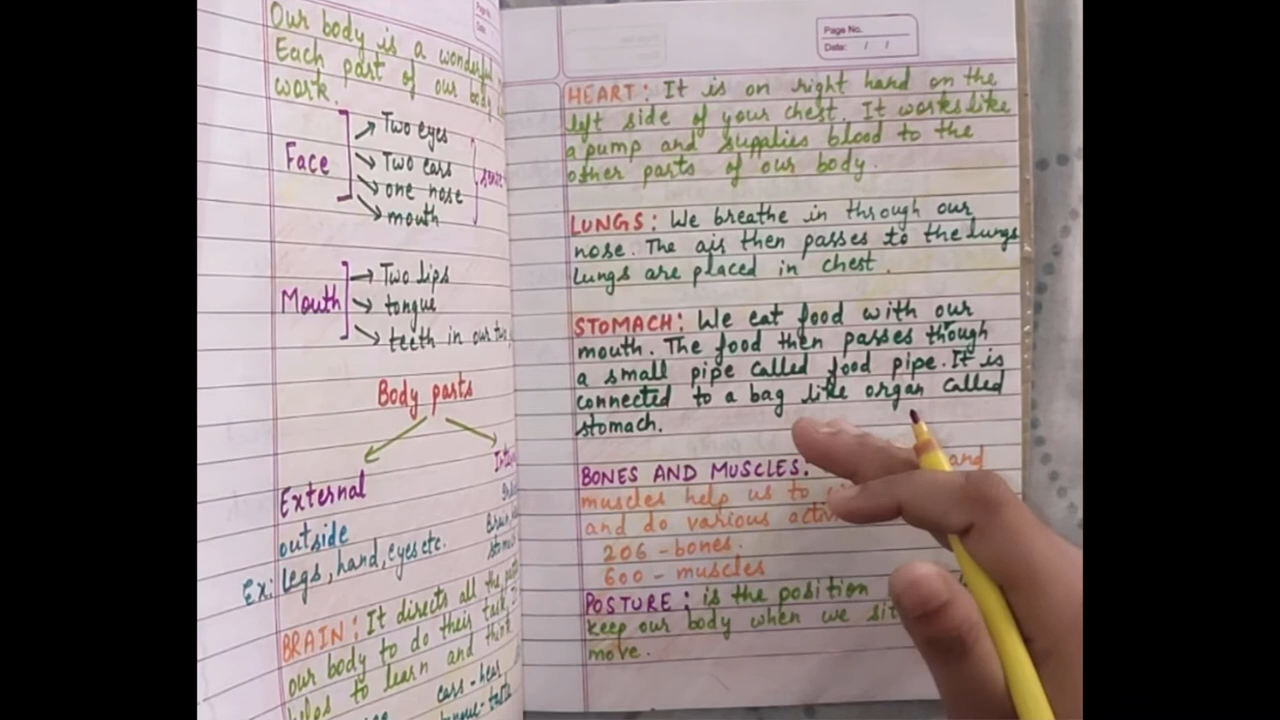 Our body is a wonderful
Each part of our body
work.
Face
Two eyes
Two ears
one nose
mouth
Mouth
Two lips
tongue
teeth in our
Body parts
External
outside
Ex: legs, hand, eyes etc.
BRAIN: It directs all the
our body to do their task.
helps to learn and think
ears - hear
Page No.
Date: / /
HEART: It is on right hand on the
left side of your chest. It works like
a pump and supplies blood to the
other parts of our body.
LUNGS: We breathe in through our
nose. The air then passes to the lungs
lungs are placed in chest.
STOMACH: We eat food with our
mouth. The food then passes though
a small pipe called food pipe. It is
connected to a bag like organ called
stomach.
BONES AND MUSCLES: and
muscles help us to
and do various
206 - bones.
600 - muscles
POSTURE: is the position
keep our body when we sit
move.